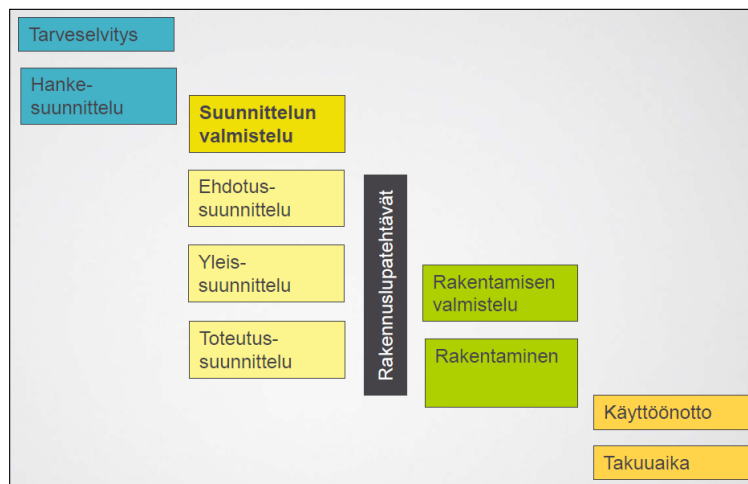 Tarveselvitys
Hanke-
suunnittelu
Suunnittelun
valmistelu
Ehdotus-
suunnittelu
Yleis-
suunnittelu
Toteutus-
suunnittelu
Rakennuslupatehtävät
Rakentamisen
valmistelu
Rakentaminen
Käyttöönotto
Takuuaika